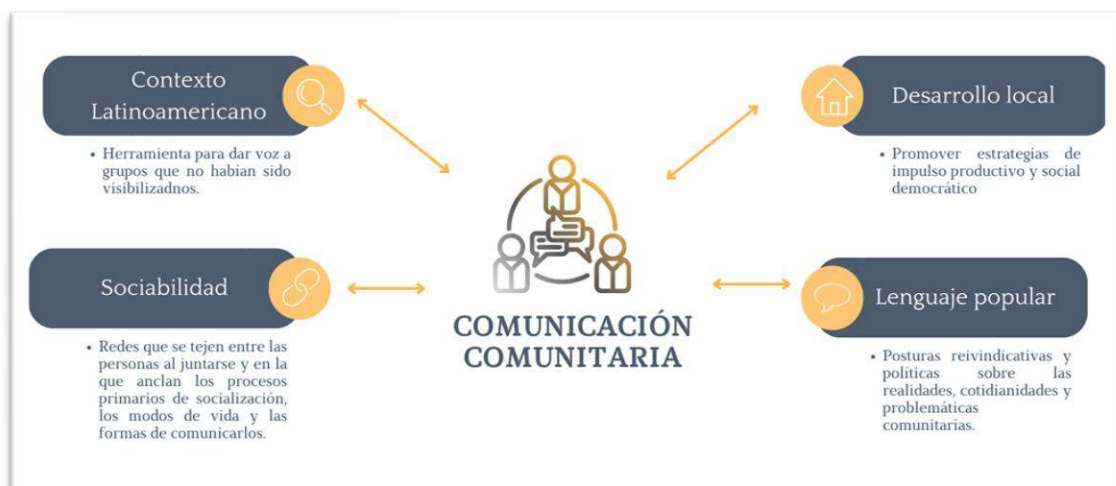 Contexto
Latinoamericano
• Herramienta para dar voz a
grupos que no habían sido
visibilizadnos.
Sociabilidad
• Redes que se tejen entre las
personas al juntarse y en la
que anclan los procesos
primarios de socialización,
los modos de vida y las
formas de comunicarlos.
COMUNICACIÓN
COMUNITARIA
Desarrollo local
• Promover estrategias de
impulso productivo y social
democrático
Lenguaje popular
• Posturas reivindicativas y
políticas sobre las
realidades, cotidianidades y
problemáticas
comunitarias.